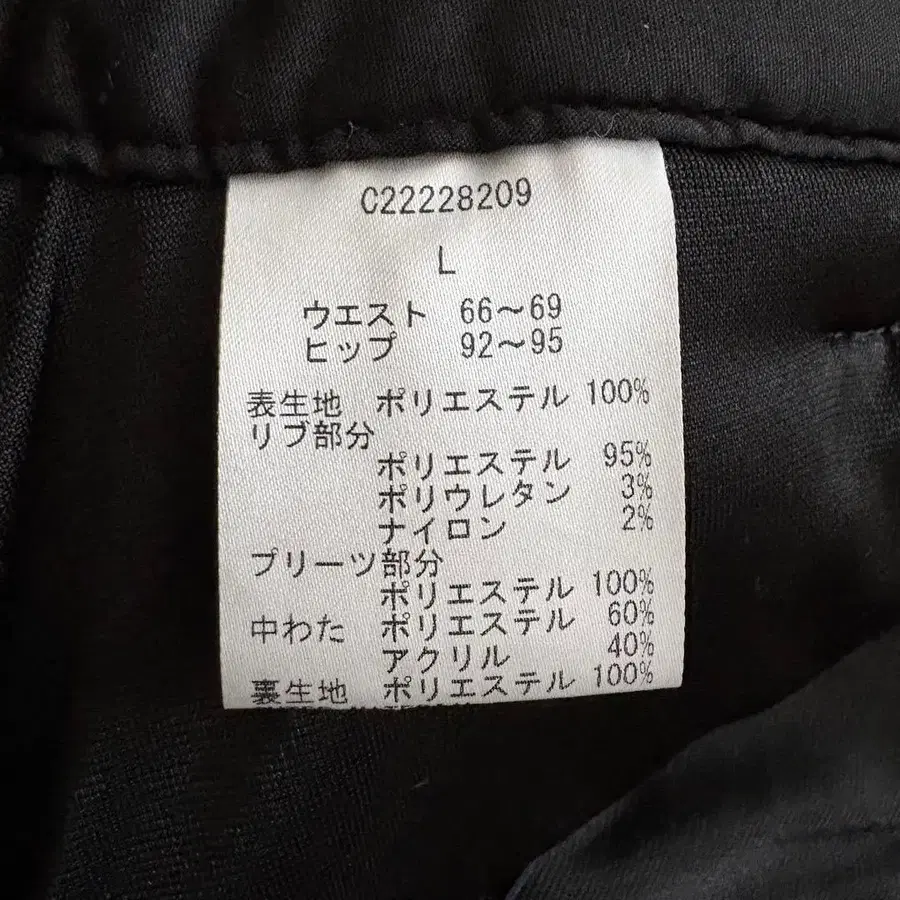 C22228209
L
ウエスト 66～69
ヒップ 92～95
表生地 ポリエステル 100%
リブ部分
ポリエステル 95%
ポリウレタン 3%
ナイロン 2%
プリーツ部分
ポリエステル 100%
中わた ポリエステル 60%
アクリル 40%
裏生地 ポリエステル 100%